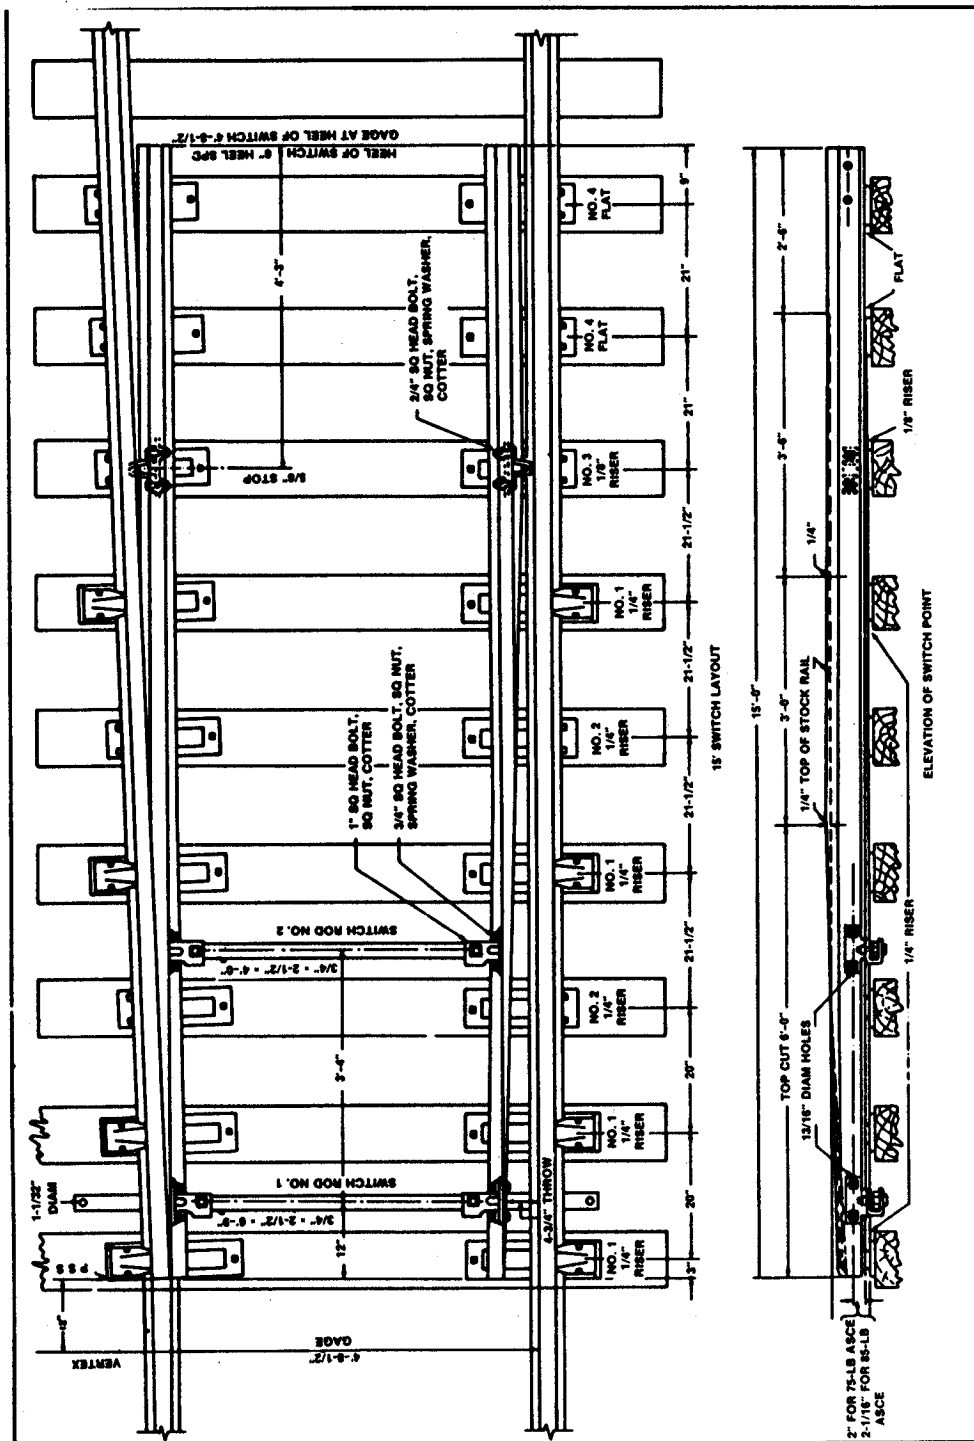 GAGE AT HEEL OF SWITCH 4'-8-1/2"
HEEL OF SWITCH 6" HEEL SPC
NO. 4
FLAT
9"
4'-3"
21"
NO. 4
FLAT
2/4" SQ HEAD BOLT,
SQ NUT, SPRING WASHER,
COTTER
21"
5/8" STOP
NO. 3
1/8"
RISER
21-1/2"
NO. 1
1/4"
RISER
21-1/2"
NO. 2
1/4"
RISER
1" SQ HEAD BOLT,
SQ NUT, COTTER
3/4" SQ HEAD BOLT, SQ NUT,
SPRING WASHER, COTTER
21-1/2"
NO. 1
1/4"
RISER
SWITCH ROD NO. 2
3/4" × 2-1/2" × 4'-0"
21-1/2"
NO. 2
1/4"
RISER
3'-4"
20"
NO. 1
1/4"
RISER
1-1/32"
DIAM
SWITCH ROD NO. 1
3/4" × 2-1/2" × 6'-9"
4-3/4" THROW
20"
12"
NO. 1
1/4"
RISER
3"
P S S
12"
VERTEX
GAGE
4'-8-1/2"
15' SWITCH LAYOUT
15'-0"
2'-6"
3'-6"
3'-0"
TOP CUT 6'-0"
FLAT
1/8" RISER
1/4"
1/4" TOP OF STOCK RAIL
13/16" DIAM HOLES
1/4" RISER
ELEVATION OF SWITCH POINT
2" FOR 75-LB ASCE
2-1/16" FOR 85-LB
ASCE